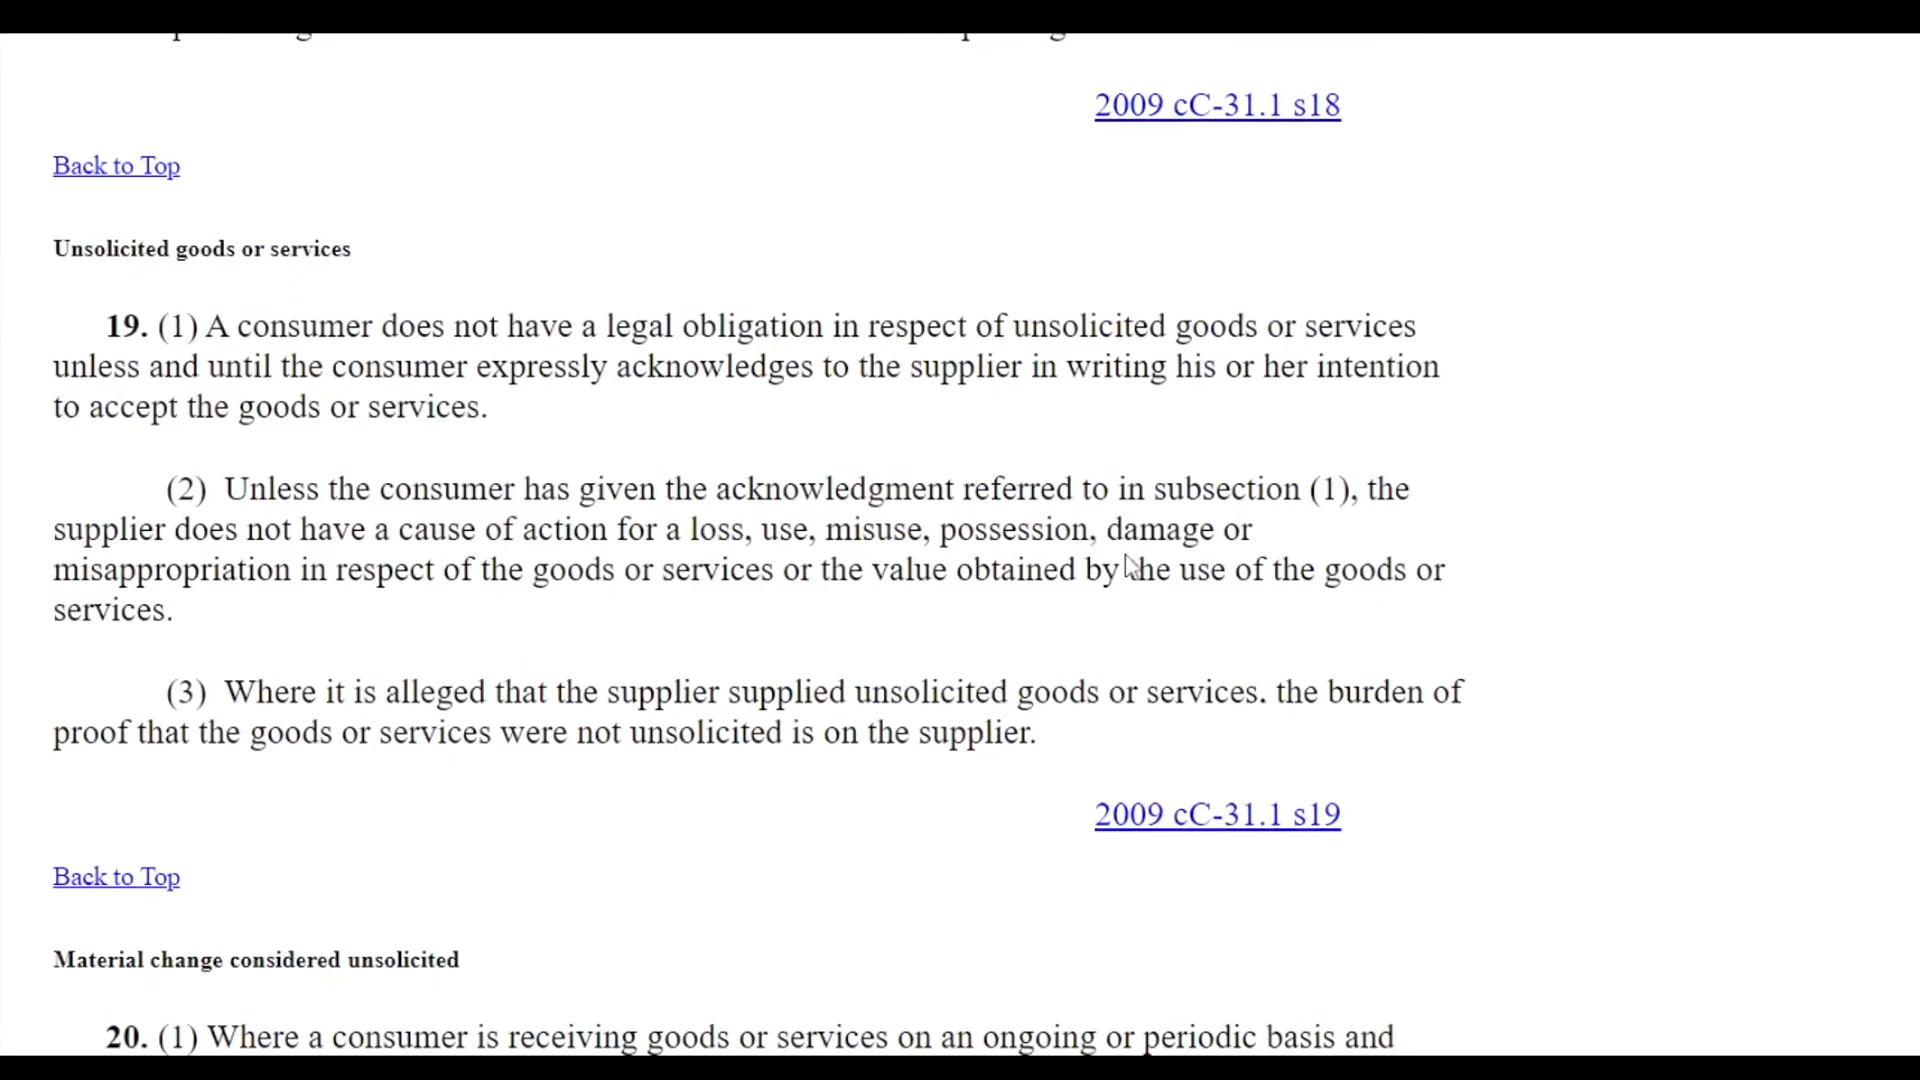 2009 cC-31.1 s18
Back to Top
Unsolicited goods or services
19. (1) A consumer does not have a legal obligation in respect of unsolicited goods or services
unless and until the consumer expressly acknowledges to the supplier in writing his or her intention
to accept the goods or services.
(2) Unless the consumer has given the acknowledgment referred to in subsection (1), the
supplier does not have a cause of action for a loss, use, misuse, possession, damage or
misappropriation in respect of the goods or services or the value obtained by the use of the goods or
services.
(3) Where it is alleged that the supplier supplied unsolicited goods or services. the burden of
proof that the goods or services were not unsolicited is on the supplier.
2009 cC-31.1 s19
Back to Top
Material change considered unsolicited
20. (1) Where a consumer is receiving goods or services on an ongoing or periodic basis and